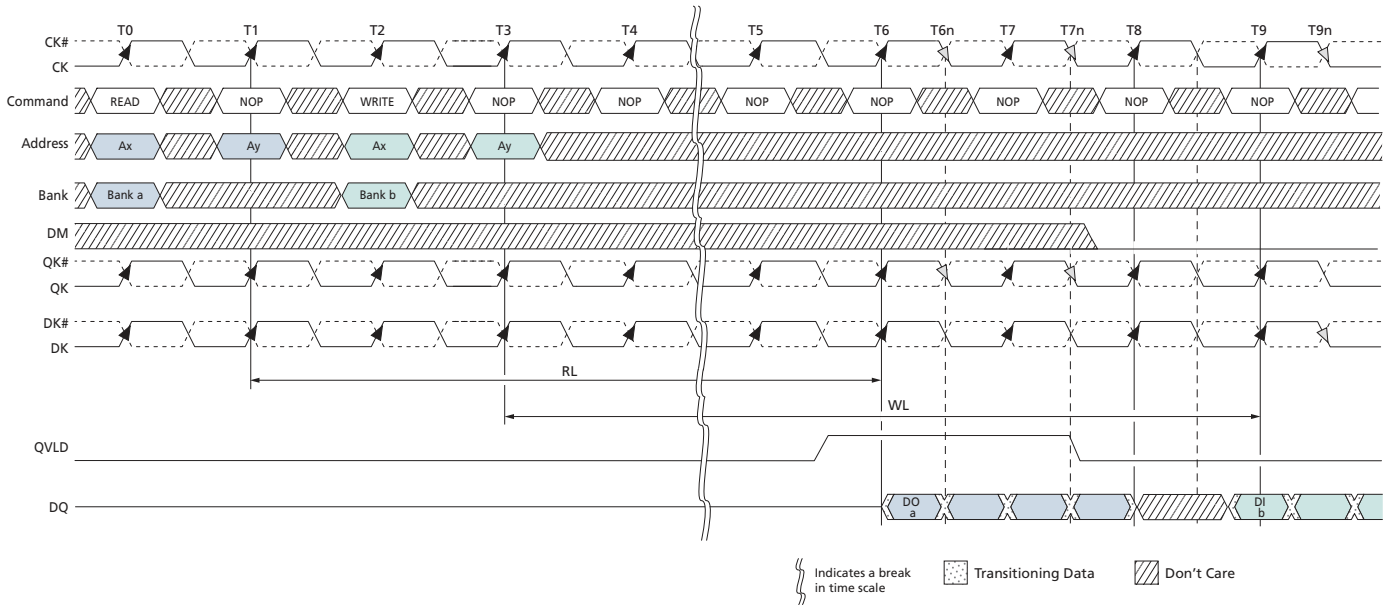 T0 T1 T2 T3 T4 T5 T6 T6n T7 T7n T8 T9 T9n
CK#
CK
Command READ NOP WRITE NOP NOP NOP NOP NOP NOP NOP
Address Ax Ay Ax Ay
Bank Bank a Bank b
DM
QK#
QK
DK#
DK
RL
WL
QVLD
DQ DO a DI b
Indicates a break in time scale
Transitioning Data
Don't Care